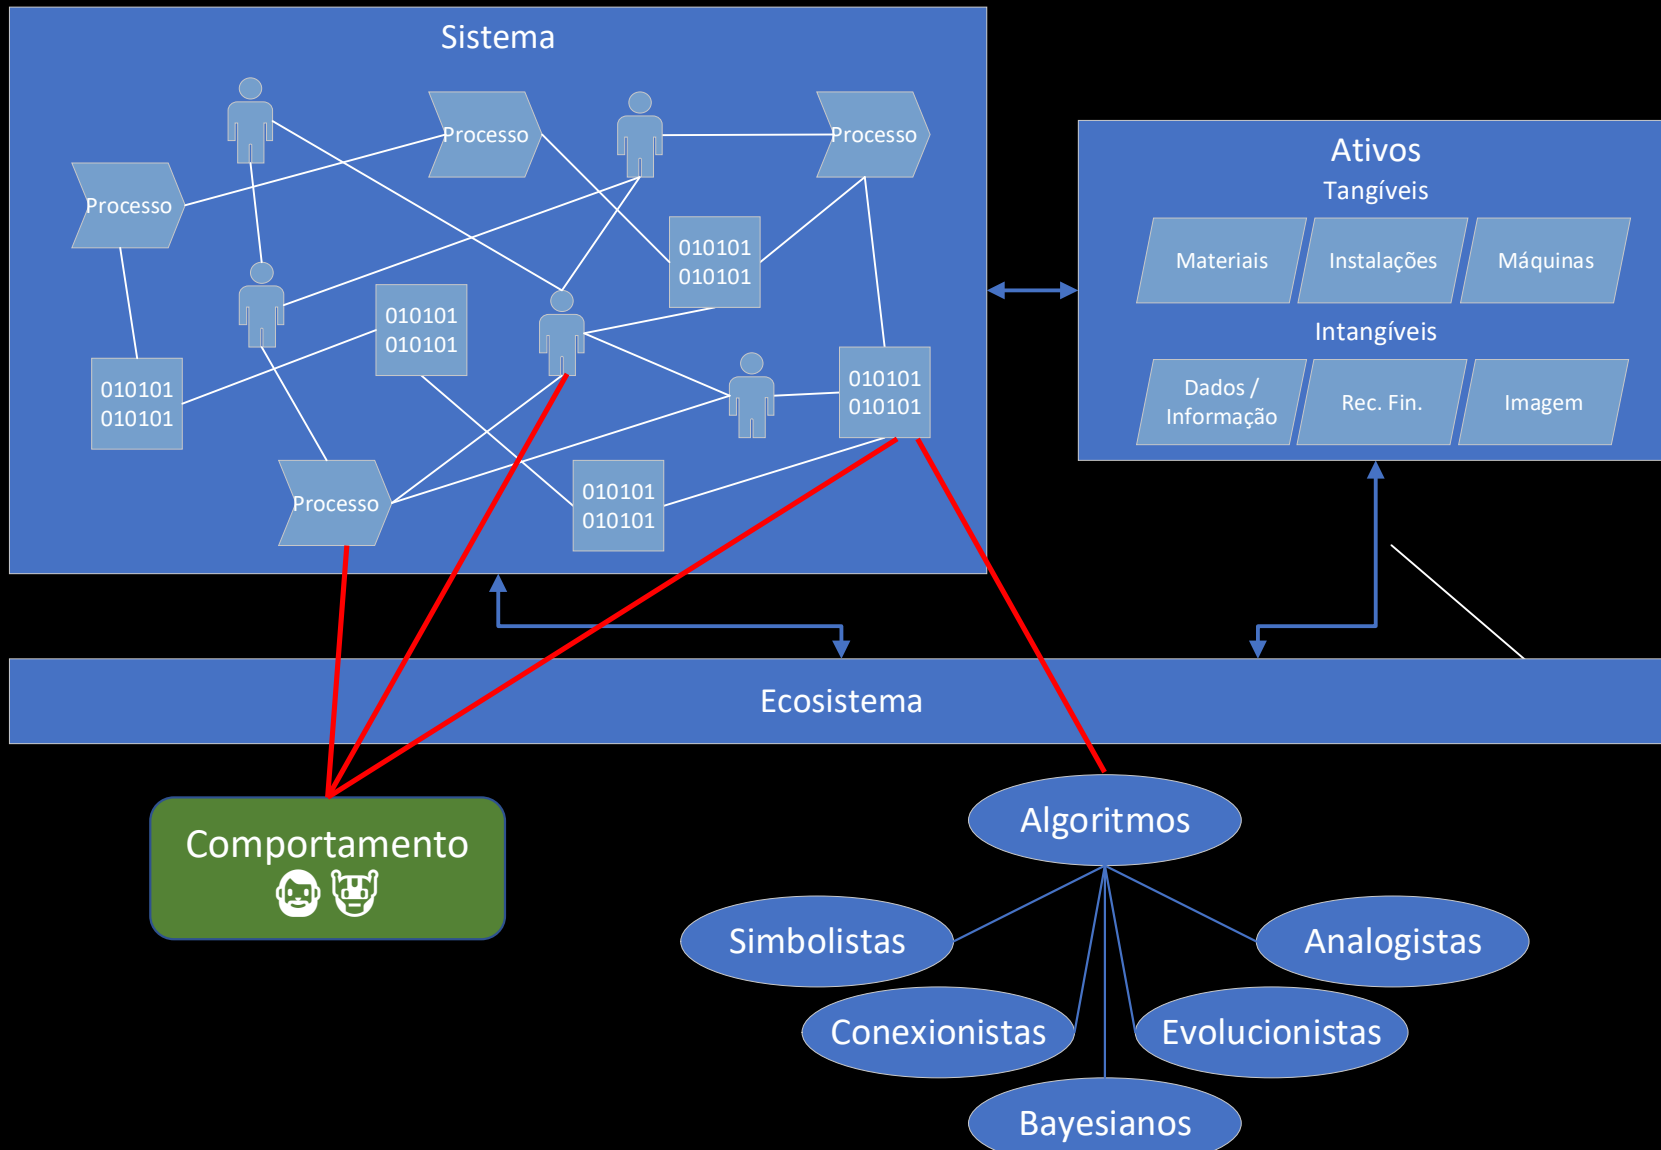 Sistema
Processo
Processo
Processo
010101
010101
010101
010101
010101
010101
010101
010101
Processo
010101
010101
Ativos
Tangíveis
Materiais
Instalações
Máquinas
Intangíveis
Dados /
Informação
Rec. Fin.
Imagem
Ecosistema
Comportamento
Algoritmos
Simbolistas
Analogistas
Conexionistas
Evolucionistas
Bayesianos